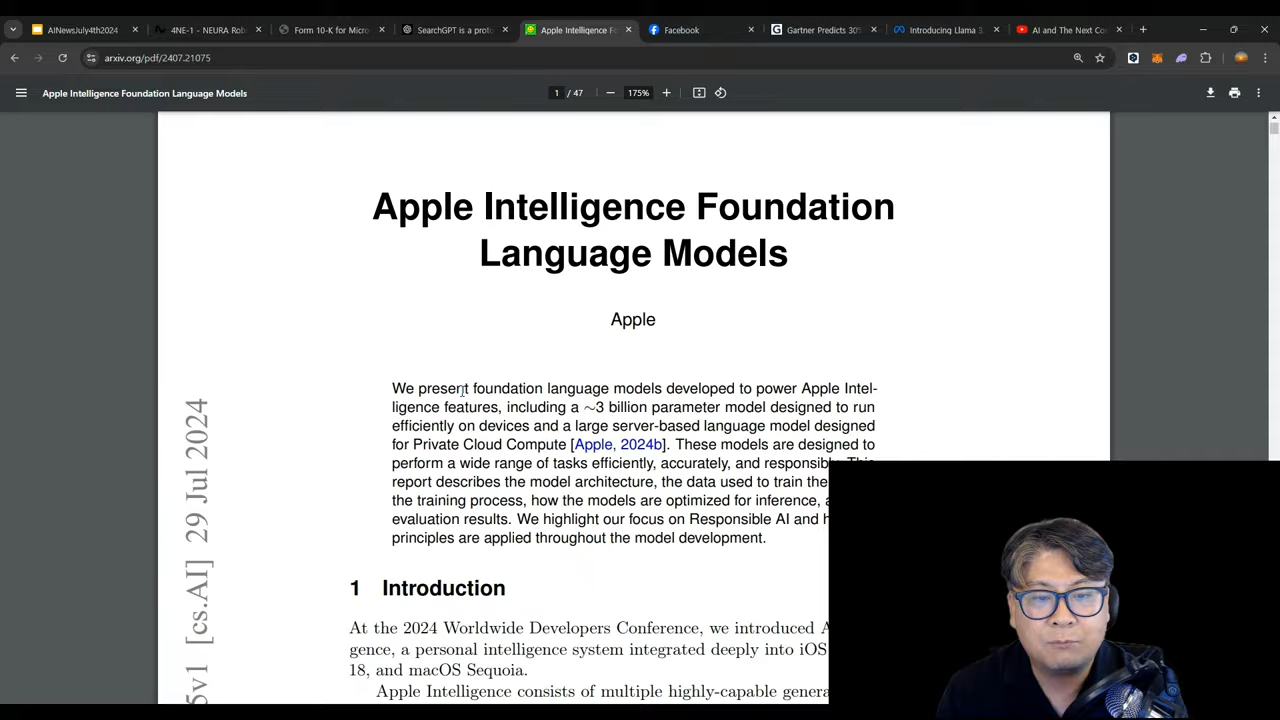 AINewsJuly4th2024
4NE-1 - NEURA Rob
Form 10-K for Micro
SearchGPT is a proto
Apple Intelligence F
Facebook
Gartner Predicts 30%
Introducing Llama 3.
AI and The Next Co
arxiv.org/pdf/2407.21075
Apple Intelligence Foundation Language Models
1 / 47
175%
Apple Intelligence Foundation
Language Models
Apple
We present foundation language models developed to power Apple Intel-
ligence features, including a ∼3 billion parameter model designed to run
efficiently on devices and a large server-based language model designed
for Private Cloud Compute [Apple, 2024b]. These models are designed to
perform a wide range of tasks efficiently, accurately, and responsibly. This
report describes the model architecture, the data used to train the
the training process, how the models are optimized for inference, a
evaluation results. We highlight our focus on Responsible AI and h
principles are applied throughout the model development.
1 Introduction
At the 2024 Worldwide Developers Conference, we introduced A
gence, a personal intelligence system integrated deeply into iOS
18, and macOS Sequoia.
Apple Intelligence consists of multiple highly-capable genera
5v1 [cs.AI] 29 Jul 2024